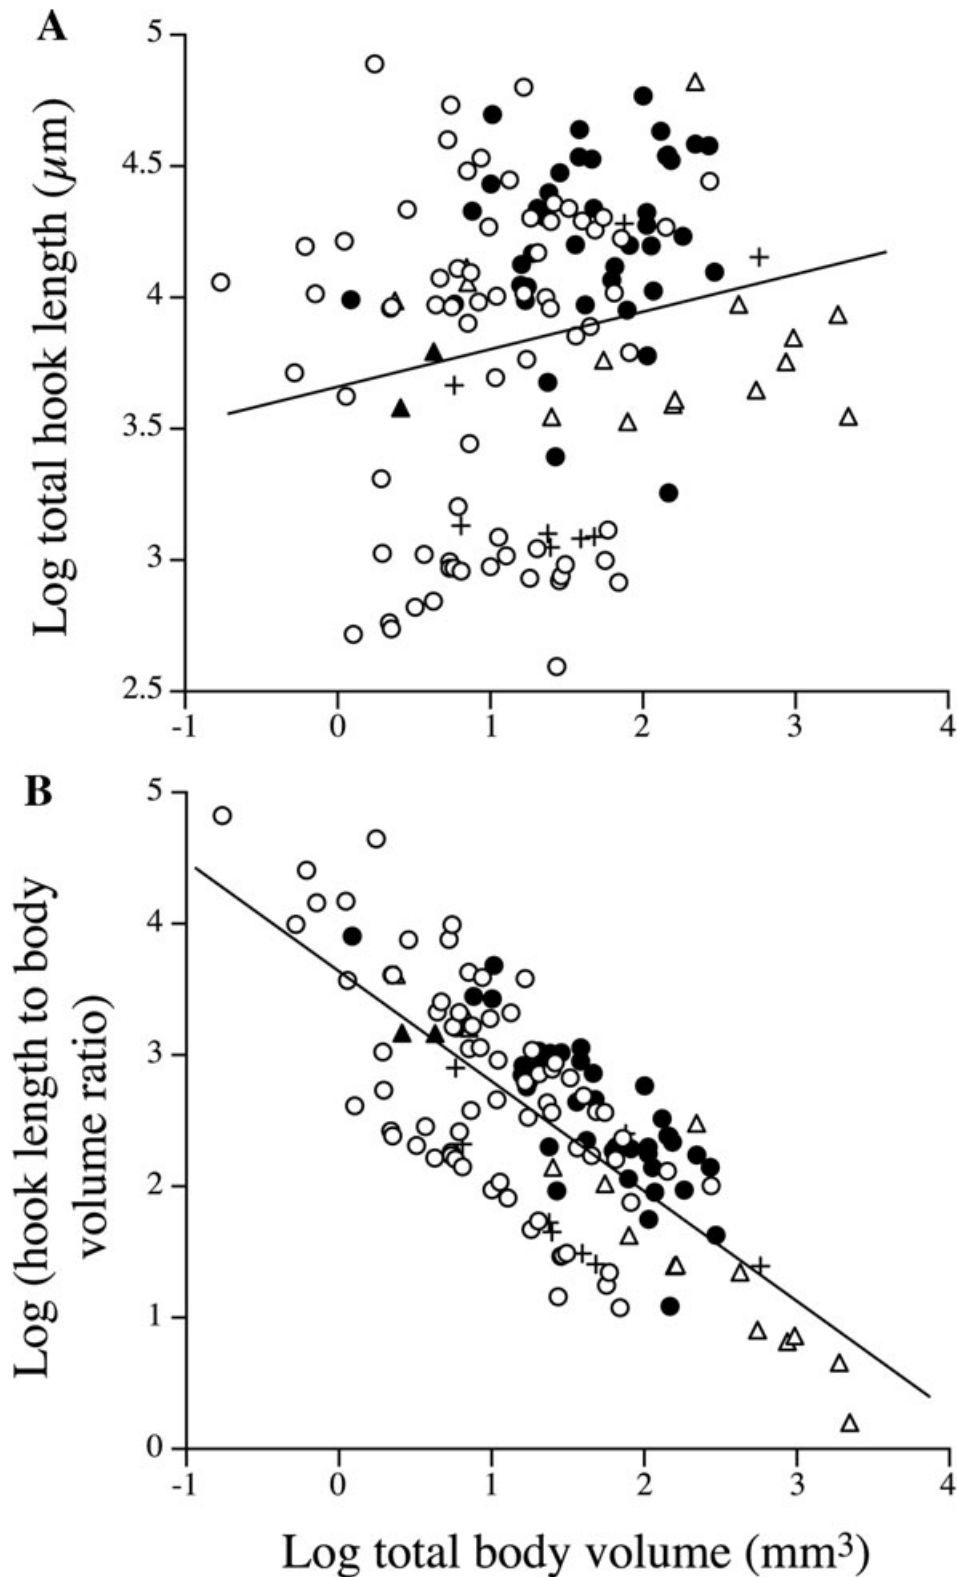 A
Log total hook length (μm)
5
4.5
4
3.5
3
2.5
-1 0 1 2 3 4
B
Log (hook length to body
volume ratio)
5
4
3
2
1
0
-1 0 1 2 3 4
Log total body volume (mm³)